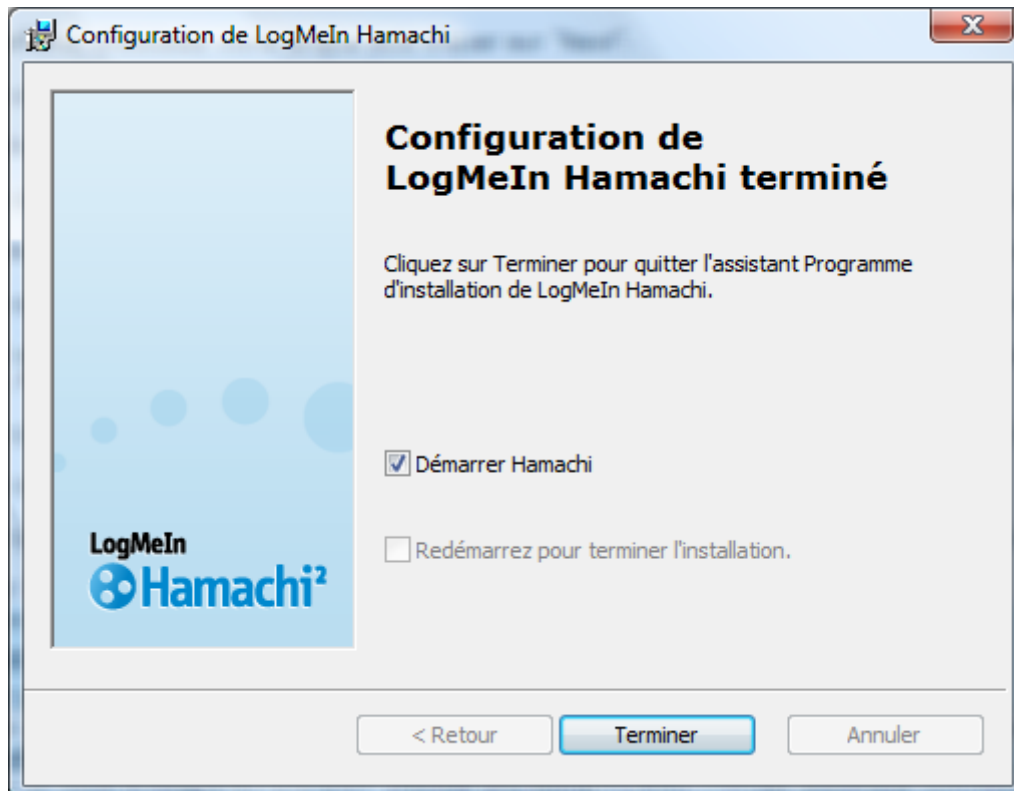 Configuration de LogMeIn Hamachi
Configuration de
LogMeIn Hamachi terminé
Cliquez sur Terminer pour quitter l'assistant Programme
d'installation de LogMeIn Hamachi.
Démarrer Hamachi
Redémarrez pour terminer l'installation.
LogMeIn
Hamachi²
< Retour
Terminer
Annuler